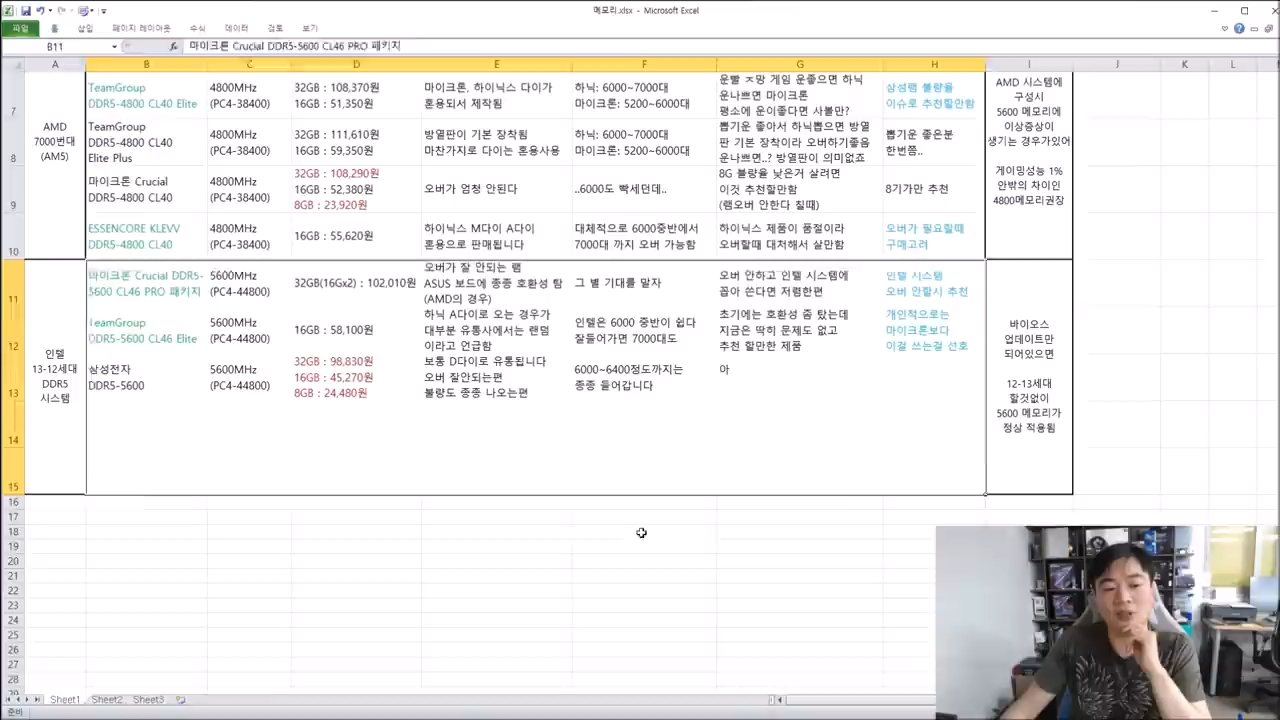 메모리.xlsx - Microsoft Excel
파일 홈 삽입 페이지 레이아웃 수식 데이터 검토 보기
B11 fx 마이크론 Crucial DDR5-5600 CL46 PRO 패키지
A B C D E F G H I J K L
7
TeamGroup
DDR5-4800 CL40 Elite
4800MHz
(PC4-38400)
32GB : 108,370원
16GB : 51,350원
마이크론, 하이닉스 다이가
혼용되서 제작됨
하닉: 6000~7000대
마이크론: 5200~6000대
운빨 ㅈ망 게임 운좋으면 하닉
운나쁘면 마이크론
평소에 운이좋다면 사볼만?
삼성램 불량율
이슈로 추천할만함
AMD
7000번대
(AM5)
8
TeamGroup
DDR5-4800 CL40
Elite Plus
4800MHz
(PC4-38400)
32GB : 111,610원
16GB : 59,350원
방열판이 기본 장착됨
마찬가지로 다이는 혼용사용
하닉: 6000~7000대
마이크론: 5200~6000대
뽑기운 좋아서 하닉뽑으면 방열
판 기본 장착이라 오버하기좋음
운나쁘면..? 방열판이 의미없죠
뽑기운 좋은분
한번쯤..
9
마이크론 Crucial
DDR5-4800 CL40
4800MHz
(PC4-38400)
32GB : 108,290원
16GB : 52,380원
8GB : 23,920원
오버가 엄청 안된다
..6000도 빡세던데..
8G 불량율 낮은거 살려면
이것 추천할만함
(램오버 안한다 칠때)
8기가만 추천
10
ESSENCORE KLEVV
DDR5-4800 CL40
4800MHz
(PC4-38400)
16GB : 55,620원
하이닉스 M다이 A다이
혼용으로 판매됩니다
대체적으로 6000중반에서
7000대 까지 오버 가능함
하이닉스 제품이 품절이라
오버할때 대처해서 살만함
오버가 필요할때
구매고려
AMD 시스템에
구성시
5600 메모리에
이상증상이
생기는 경우가있어
게이밍성능 1%
안밖의 차이인
4800메모리권장
11
마이크론 Crucial DDR5-
5600 CL46 PRO 패키지
5600MHz
(PC4-44800)
32GB(16Gx2) : 102,010원
오버가 잘 안되는 램
ASUS 보드에 종종 호환성 탐
(AMD의 경우)
그 별 기대를 말자
오버 안하고 인텔 시스템에
꼽아 쓴다면 저렴한편
인텔 시스템
오버 안할시 추천
12
TeamGroup
DDR5-5600 CL46 Elite
5600MHz
(PC4-44800)
16GB : 58,100원
하닉 A다이로 오는 경우가
대부분 유통사에서는 랜덤
이라고 언급함
인텔은 6000 중반이 쉽다
잘들어가면 7000대도
초기에는 호환성 줌 탔는데
지금은 딱히 문제도 없고
추천 할만한 제품
개인적으로는
마이크론보다
이걸 쓰는걸 선호
인텔
13-12세대
DDR5
시스템
13
삼성전자
DDR5-5600
5600MHz
(PC4-44800)
32GB : 98,830원
16GB : 45,270원
8GB : 24,480원
보통 D다이로 유통됩니다
오버 잘안되는편
불량도 종종 나오는편
6000~6400정도까지는
종종 들어갑니다
아
바이오스
업데이트만
되어있으면
12-13세대
할것없이
5600 메모리가
정상 적용됨
14
15
16
17
18
19
20
21
22
23
24
25
26
27
28
29
Sheet1 Sheet2 Sheet3
준비